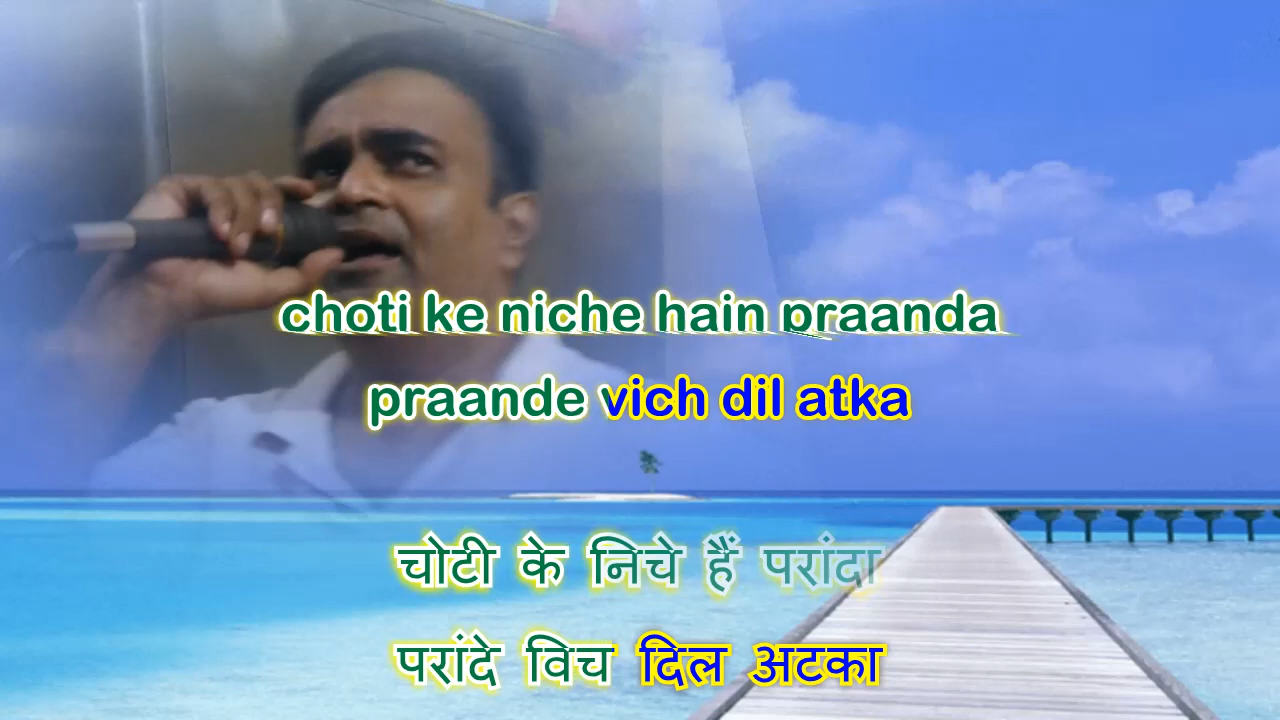 choti ke niche hain praanda
praande vich dil atka
चोटी के निचे हैं परांदा
परांदे विच दिल अटका